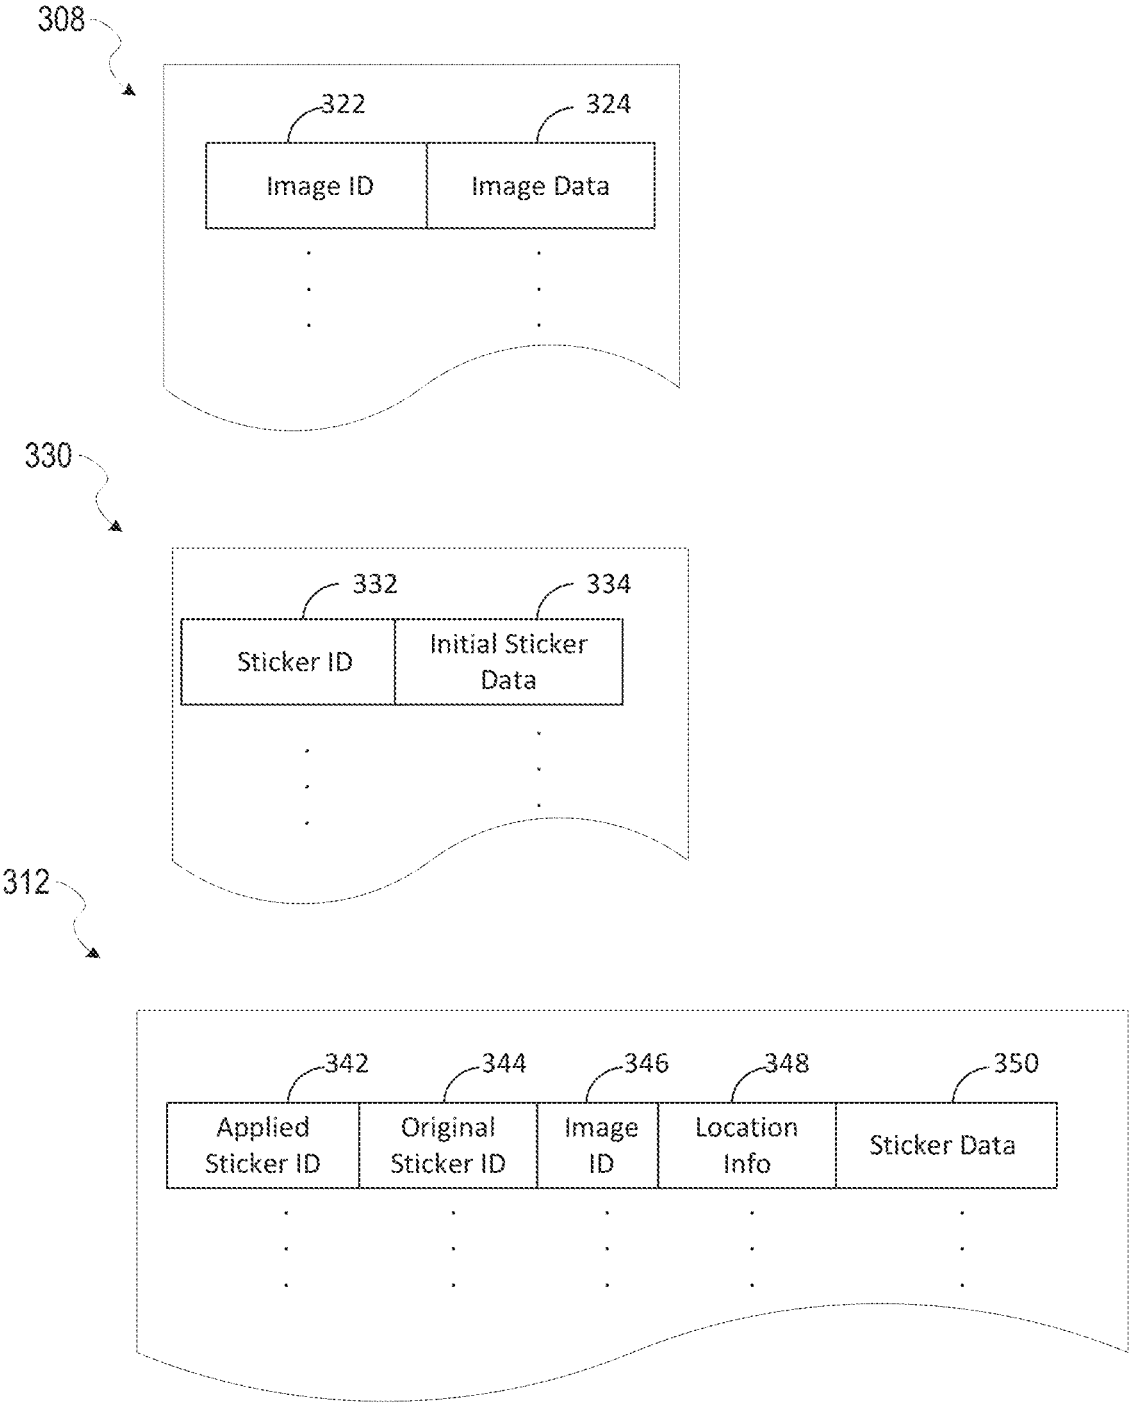 308
322
324
Image ID
Image Data
330
332
334
Sticker ID
Initial Sticker
Data
312
342
344
346
348
350
Applied
Sticker ID
Original
Sticker ID
Image
ID
Location
Info
Sticker Data